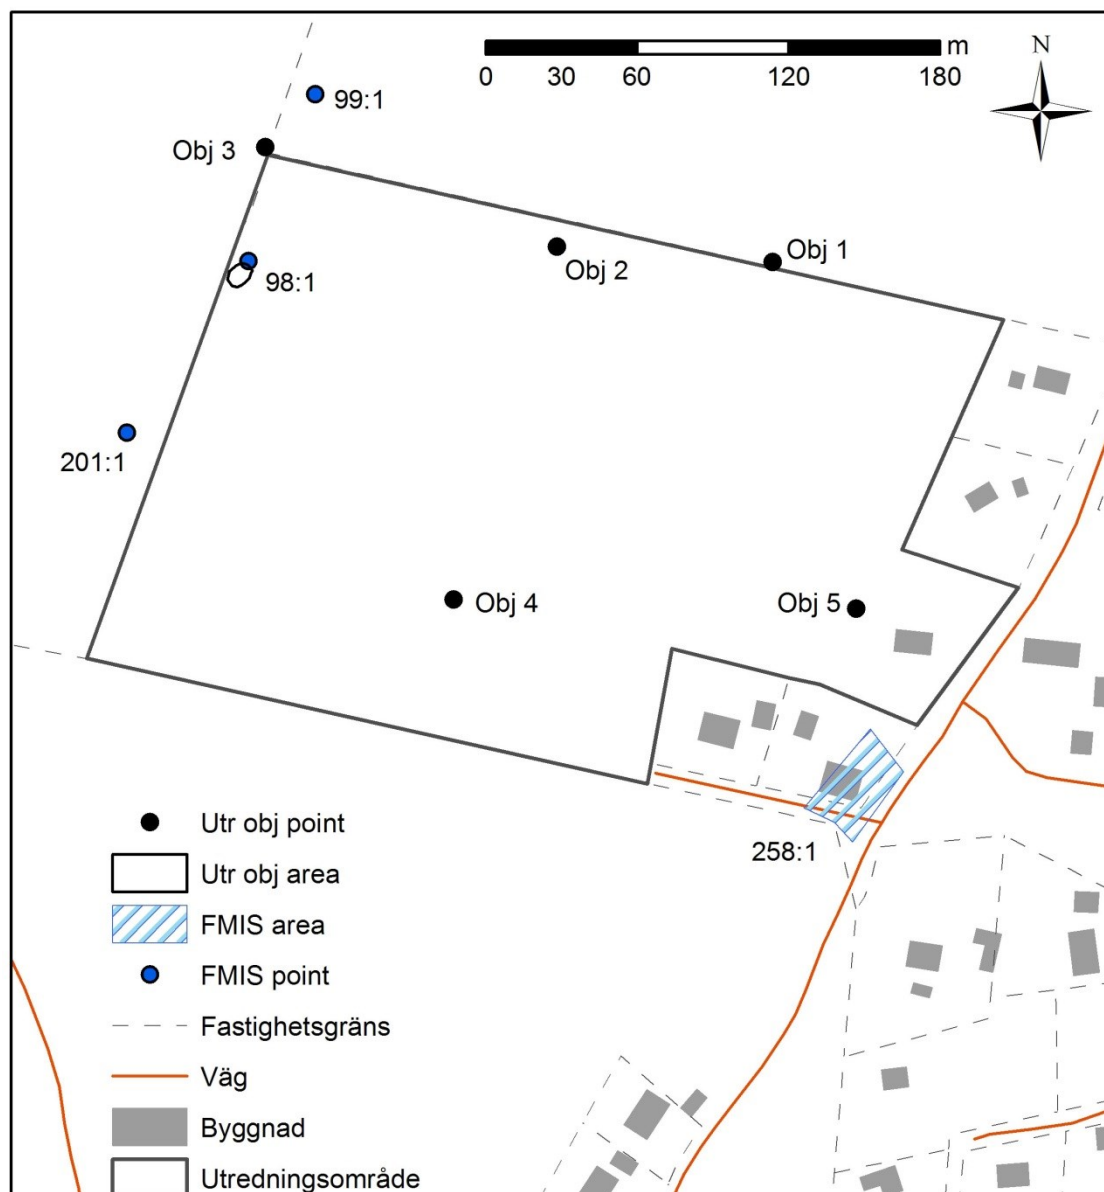 m
0 30 60 120 180
N
99:1
Obj 3
Obj 1
Obj 2
98:1
201:1
Obj 4
Obj 5
258:1
Utr obj point
Utr obj area
FMIS area
FMIS point
Fastighetsgräns
Väg
Byggnad
Utredningsområde